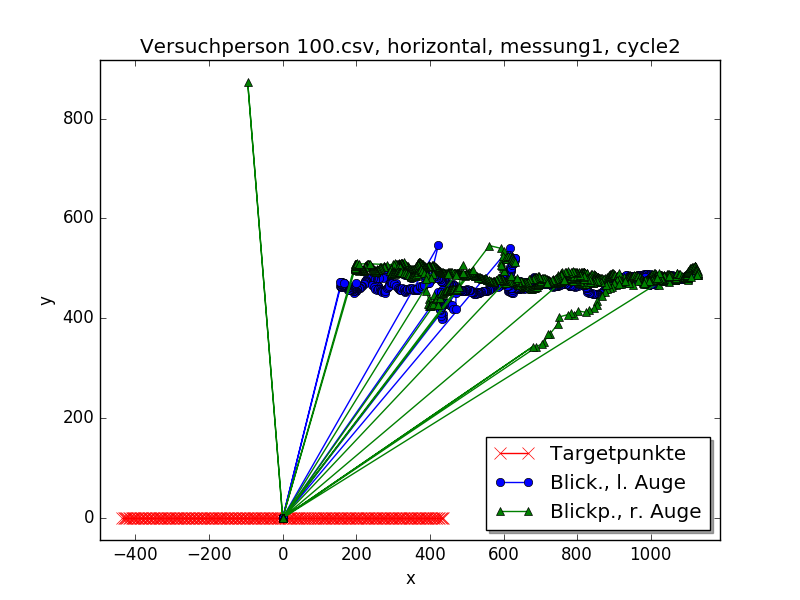 Versuchperson 100.csv, horizontal, messung1, cycle2
y
800
600
400
200
0
−400 −200 0 200 400 600 800 1000
x
Targetpunkte
Blick., l. Auge
Blickp., r. Auge